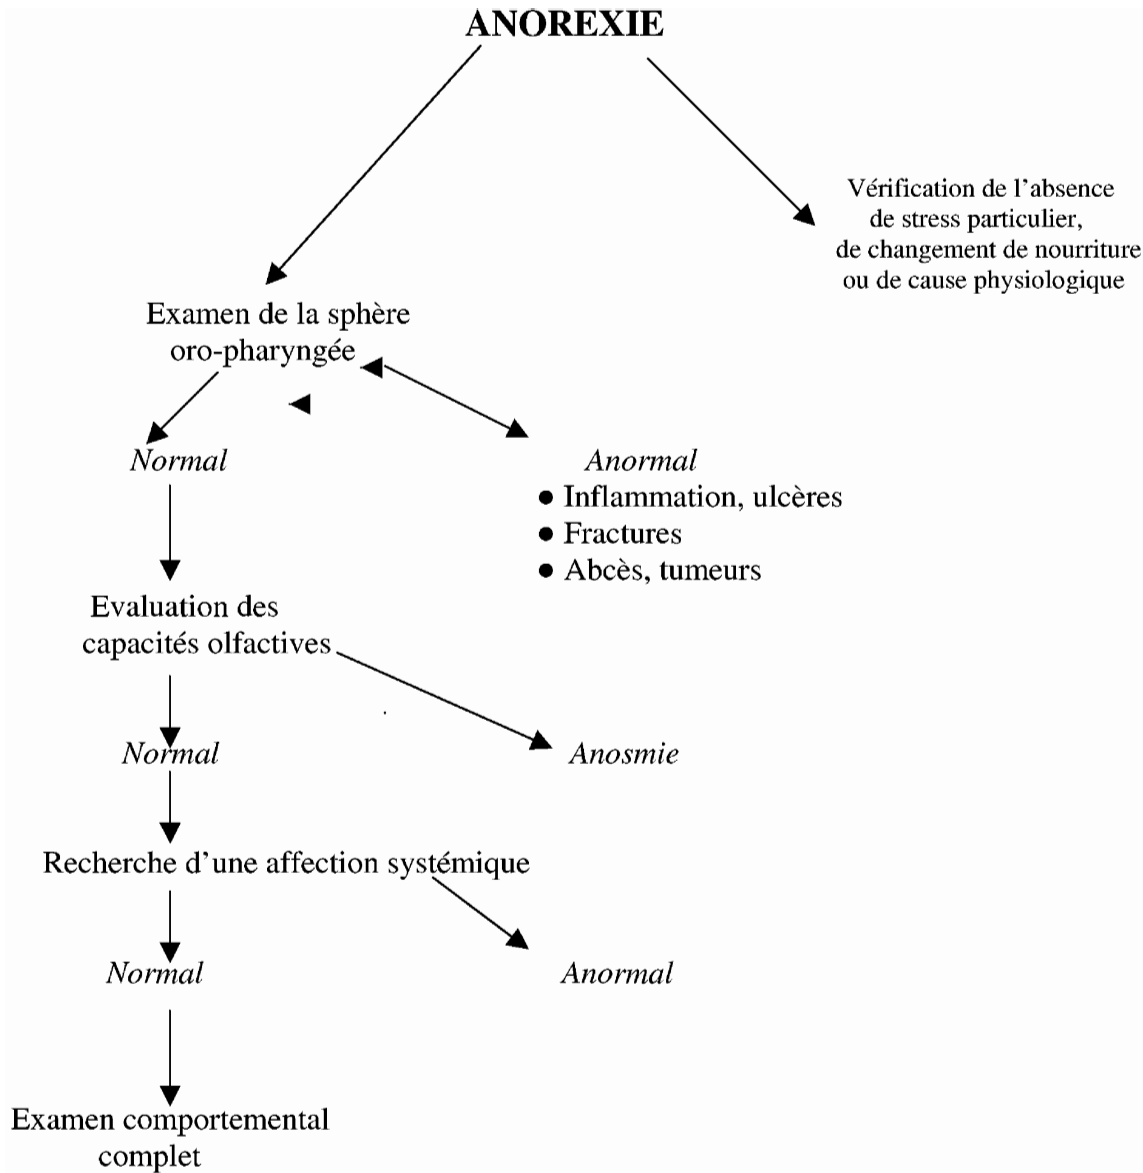 ANOREXIE
Vérification de l'absence
de stress particulier,
de changement de nourriture
ou de cause physiologique
Examen de la sphère
oro-pharyngée
Normal
Anormal
● Inflammation, ulcères
● Fractures
● Abcès, tumeurs
Evaluation des
capacités olfactives
Normal
Anosmie
Recherche d'une affection systémique
Normal
Anormal
Examen comportemental
complet